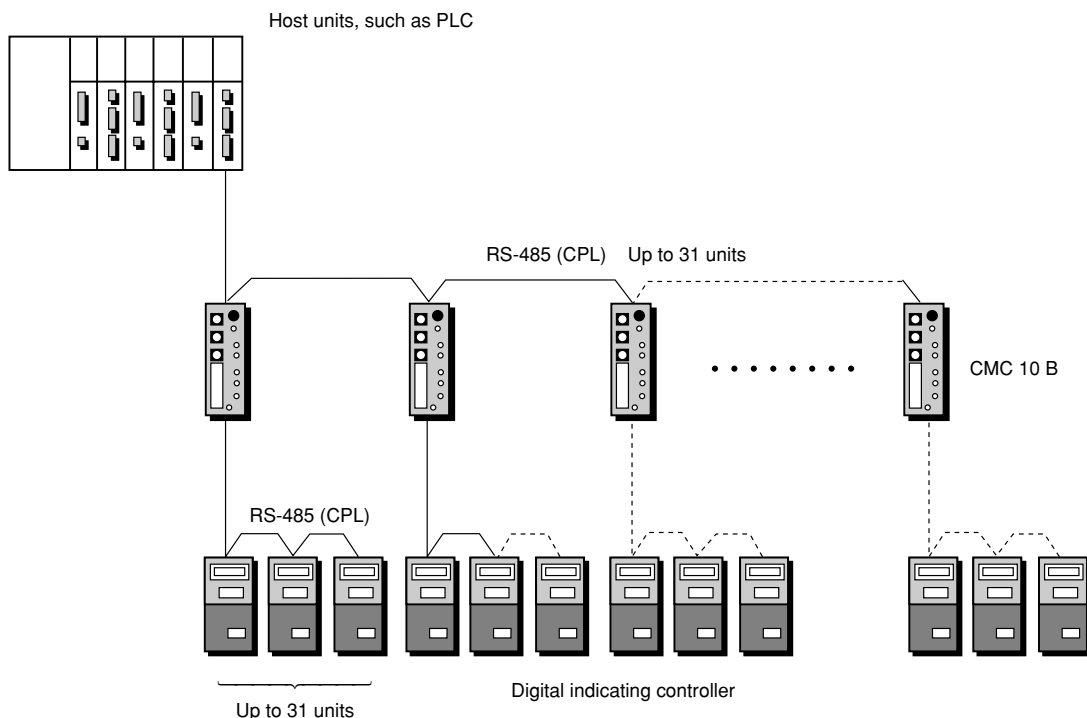 Host units, such as PLC
RS-485 (CPL) Up to 31 units
CMC 10 B
RS-485 (CPL)
Digital indicating controller
Up to 31 units